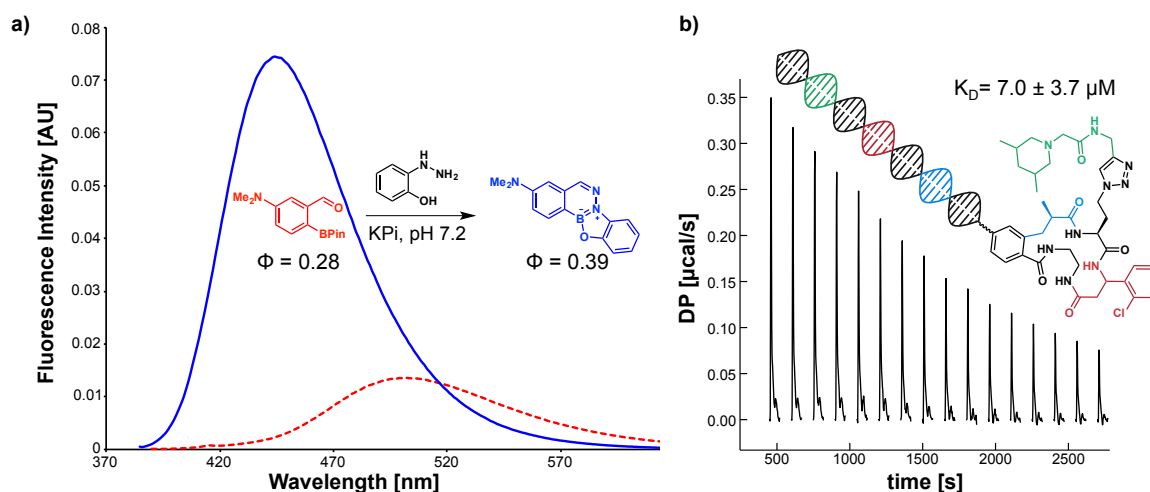 a)
Fluorescence Intensity [AU]
0.08
0.07
0.06
0.05
0.04
0.03
0.02
0.01
0
370
420
470
520
570
Wavelength [nm]
Me₂N
O
BPin
Φ = 0.28
H
N
NH₂
OH
KPi, pH 7.2
Me₂N
N
N
+
B
-
O
Φ = 0.39
b)
DP [µcal/s]
0.35
0.30
0.25
0.20
0.15
0.10
0.05
0.00
500
1000
1500
2000
2500
time [s]
K_D= 7.0 ± 3.7 µM
H
N
N
O
N
N
N
O
HN
O
O
HN
O
HN
N
H
O
Cl